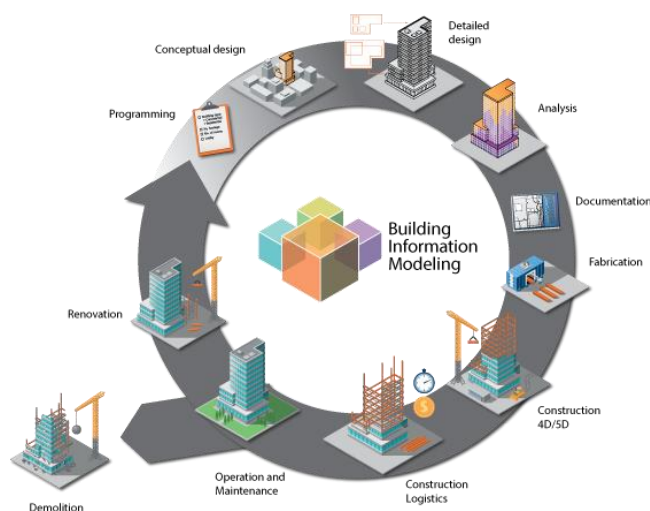 Conceptual design
Detailed
design
Programming
Analysis
Documentation
Building
Information
Modeling
Fabrication
Renovation
Construction
4D/5D
$
Operation and
Maintenance
Construction
Logistics
Demolition